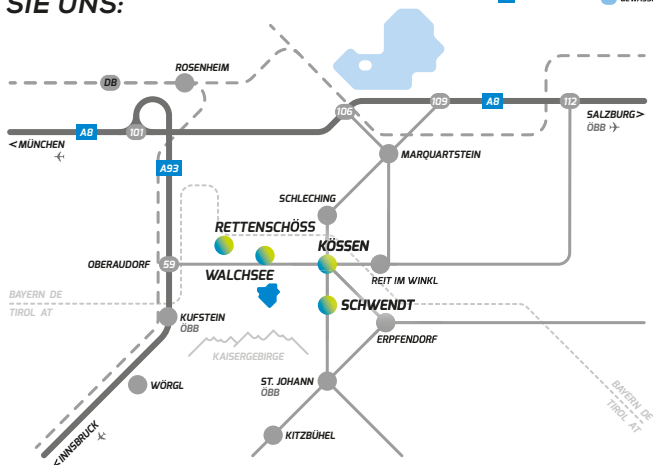 SIE UNS:
ROSENHEIM
DB
106
109
A8
112
SALZBURG>
ÖBB
A8
101
<MÜNCHEN
MARQUARTSTEIN
A93
SCHLECHING
RETTENSCHÖSS
KÖSSEN
OBERAUDORF
59
WALCHSEE
REIT IM WINKL
BAYERN DE
TIROL AT
SCHWENDT
KUFSTEIN
ÖBB
ERPFENDORF
KAISERGEBIRGE
WÖRGL
ST. JOHANN
ÖBB
BAYERN DE
TIROL AT
KITZBÜHEL
<INNSBRUCK